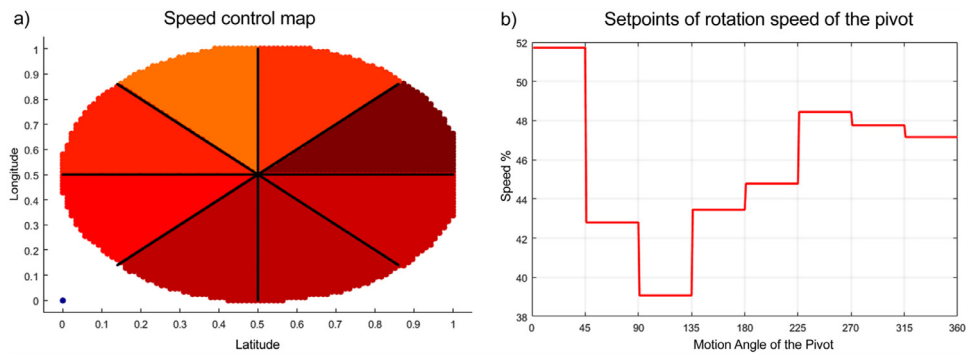 a) Speed control map
1
0.9
0.8
0.7
0.6
0.5
0.4
0.3
0.2
0.1
0
Longitude
0 0.1 0.2 0.3 0.4 0.5 0.6 0.7 0.8 0.9 1
Latitude
b) Setpoints of rotation speed of the pivot
52
50
48
46
44
42
40
38
Speed %
0 45 90 135 180 225 270 315 360
Motion Angle of the Pivot